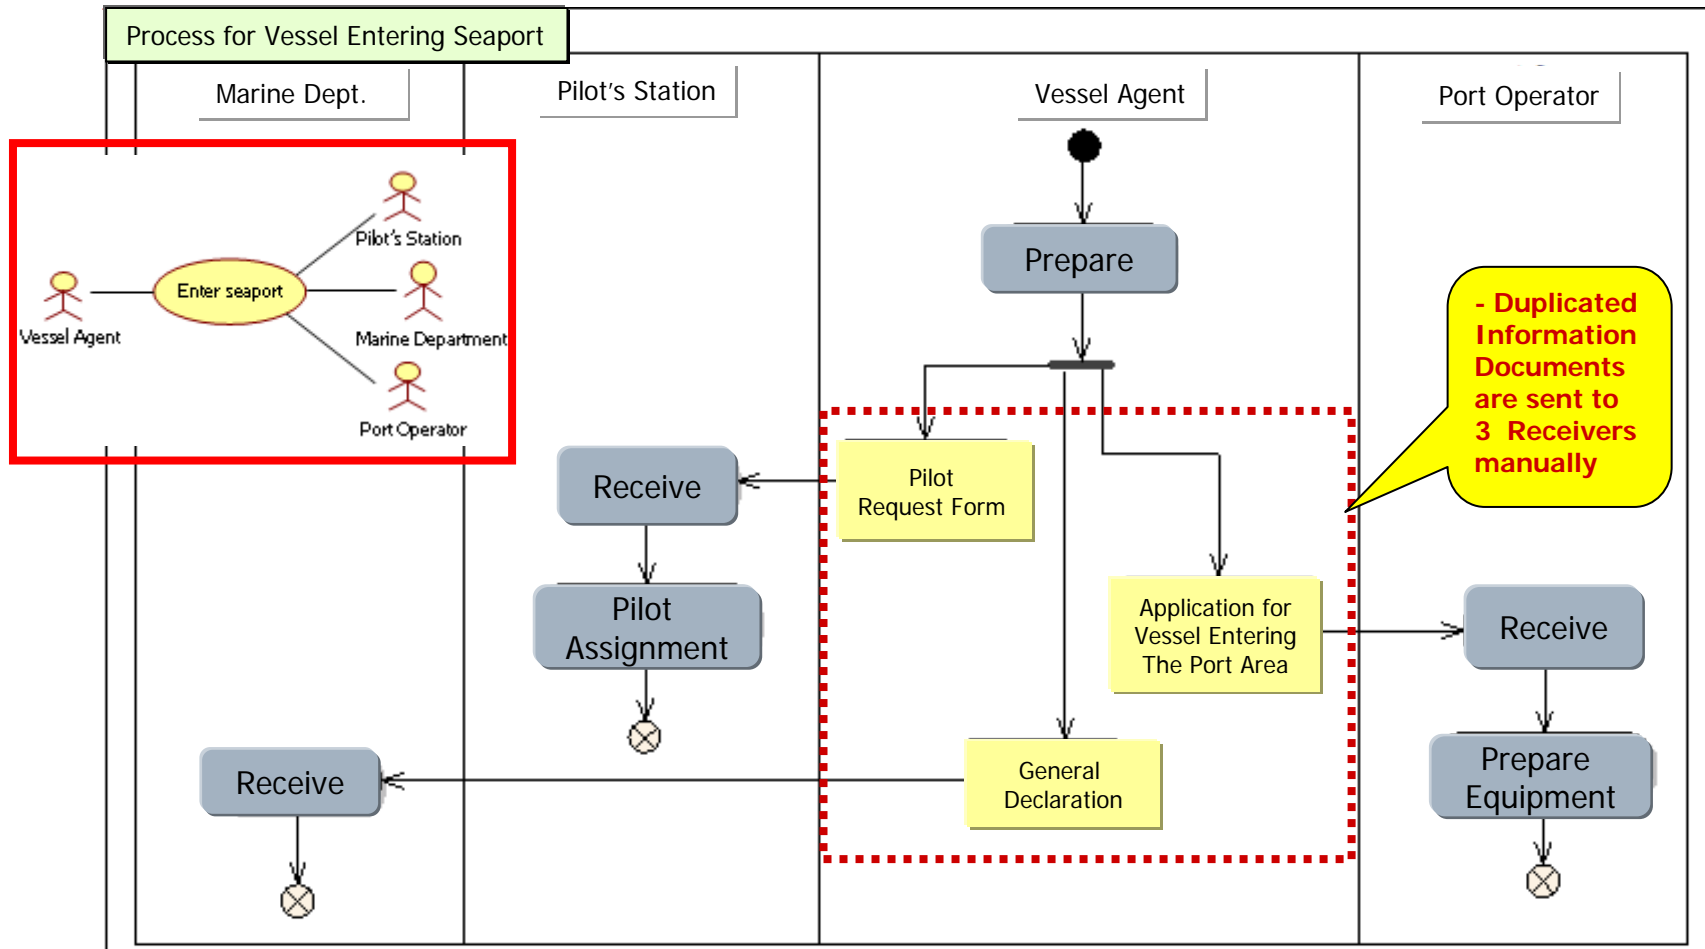 Process for Vessel Entering Seaport
Marine Dept.
Pilot's Station
Vessel Agent
Port Operator
Pilot's Station
Enter seaport
Vessel Agent
Marine Department
Port Operator
Prepare
- Duplicated
Information
Documents
are sent to
3 Receivers
manually
Pilot
Request Form
Receive
Pilot
Assignment
Application for
Vessel Entering
The Port Area
Receive
General
Declaration
Receive
Prepare
Equipment